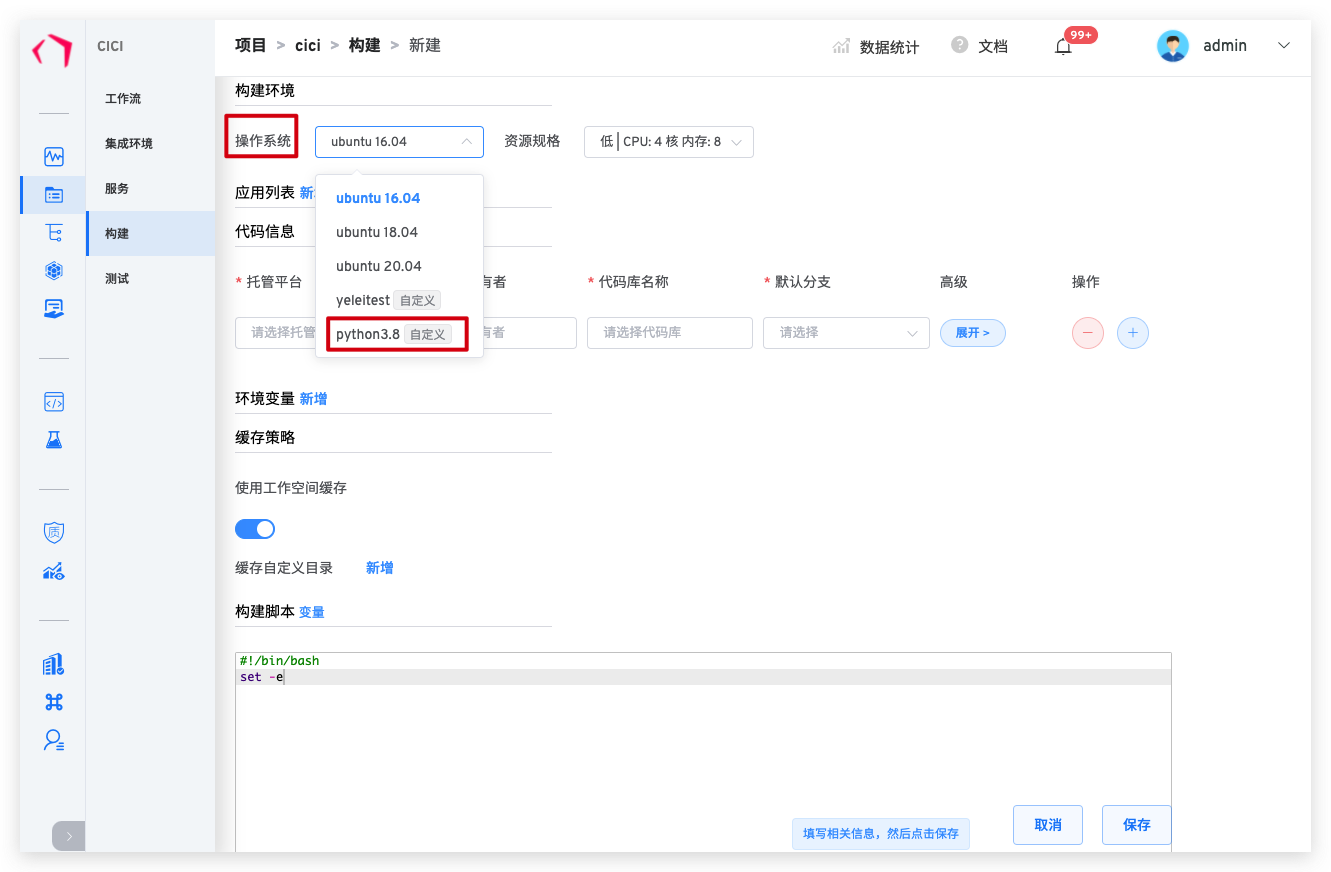 CICI
项目 > cici > 构建 > 新建
数据统计
文档
99+
admin
工作流
集成环境
服务
构建
测试
构建环境
操作系统
ubuntu 16.04
资源规格
低 | CPU: 4 核 内存: 8
ubuntu 16.04
ubuntu 18.04
ubuntu 20.04
yeleitest 自定义
python3.8 自定义
应用列表
代码信息
* 托管平台
有者
* 代码库名称
* 默认分支
高级
操作
请选择托管
有者
请选择代码库
请选择
展开 >
环境变量 新增
缓存策略
使用工作空间缓存
缓存自定义目录 新增
构建脚本 变量
#!/bin/bash
set -e
填写相关信息，然后点击保存
取消
保存
质